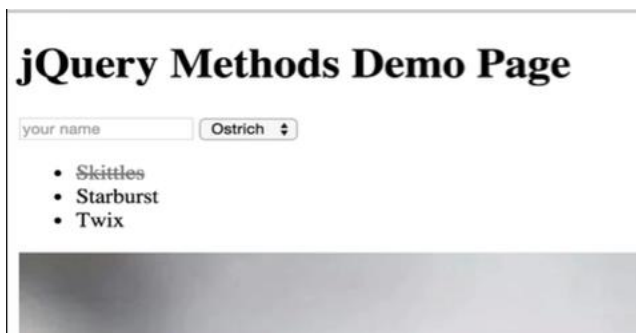 jQuery Methods Demo Page
your name Ostrich
Skittles
Starburst
Twix